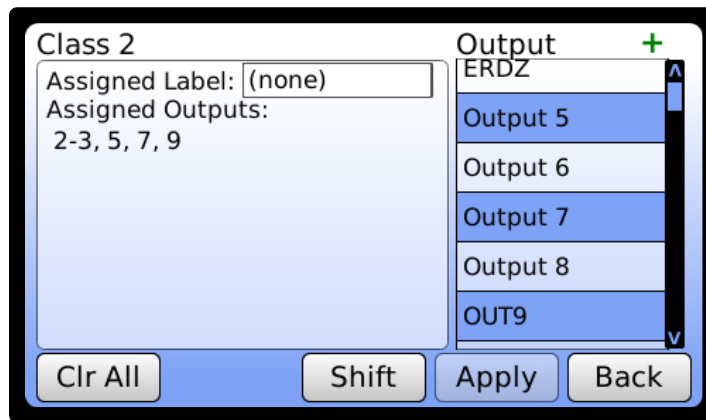 Class 2
Assigned Label: (none)
Assigned Outputs:
2-3, 5, 7, 9
Output +
ERDZ
Output 5
Output 6
Output 7
Output 8
OUT9
Clr All
Shift
Apply
Back